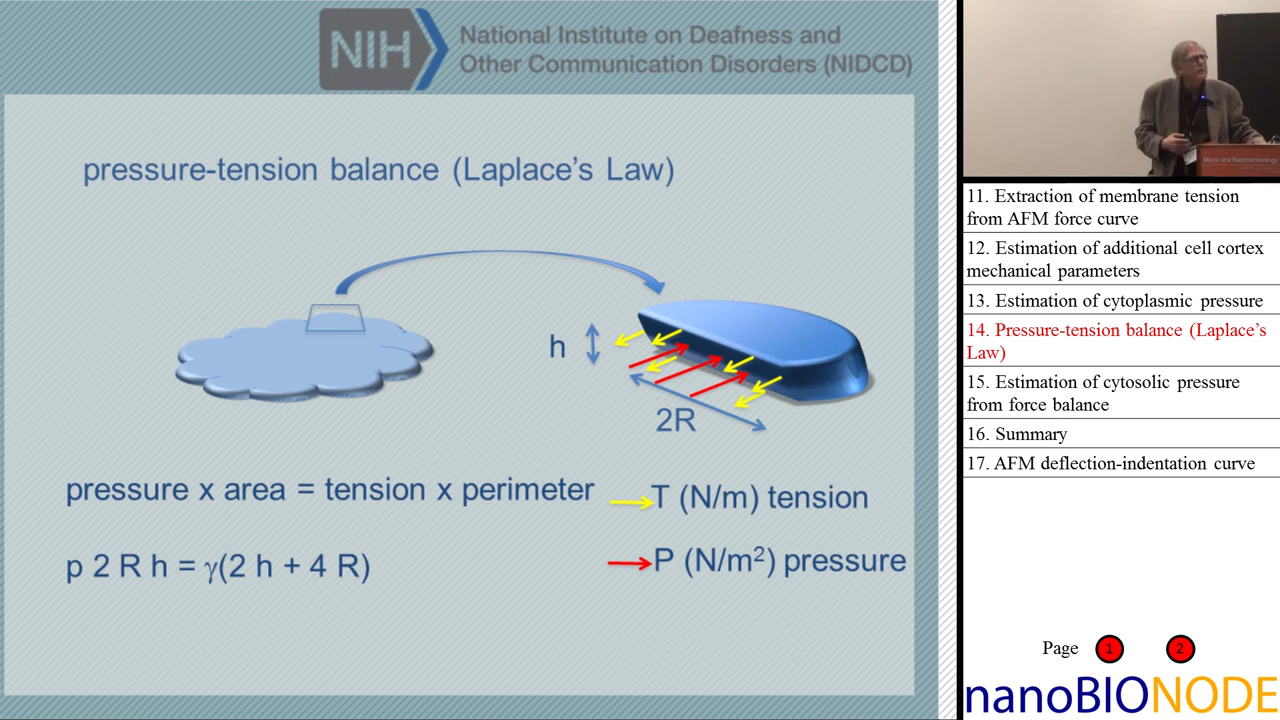 NIH
National Institute on Deafness and
Other Communication Disorders (NIDCD)
pressure-tension balance (Laplace's Law)
h
2R
pressure x area = tension x perimeter
T (N/m) tension
p 2 R h = γ(2 h + 4 R)
P (N/m²) pressure
Micro and Nanotechnology
11. Extraction of membrane tension
from AFM force curve
12. Estimation of additional cell cortex
mechanical parameters
13. Estimation of cytoplasmic pressure
14. Pressure-tension balance (Laplace's
Law)
15. Estimation of cytosolic pressure
from force balance
16. Summary
17. AFM deflection-indentation curve
Page 1 2
nanoBIONODE